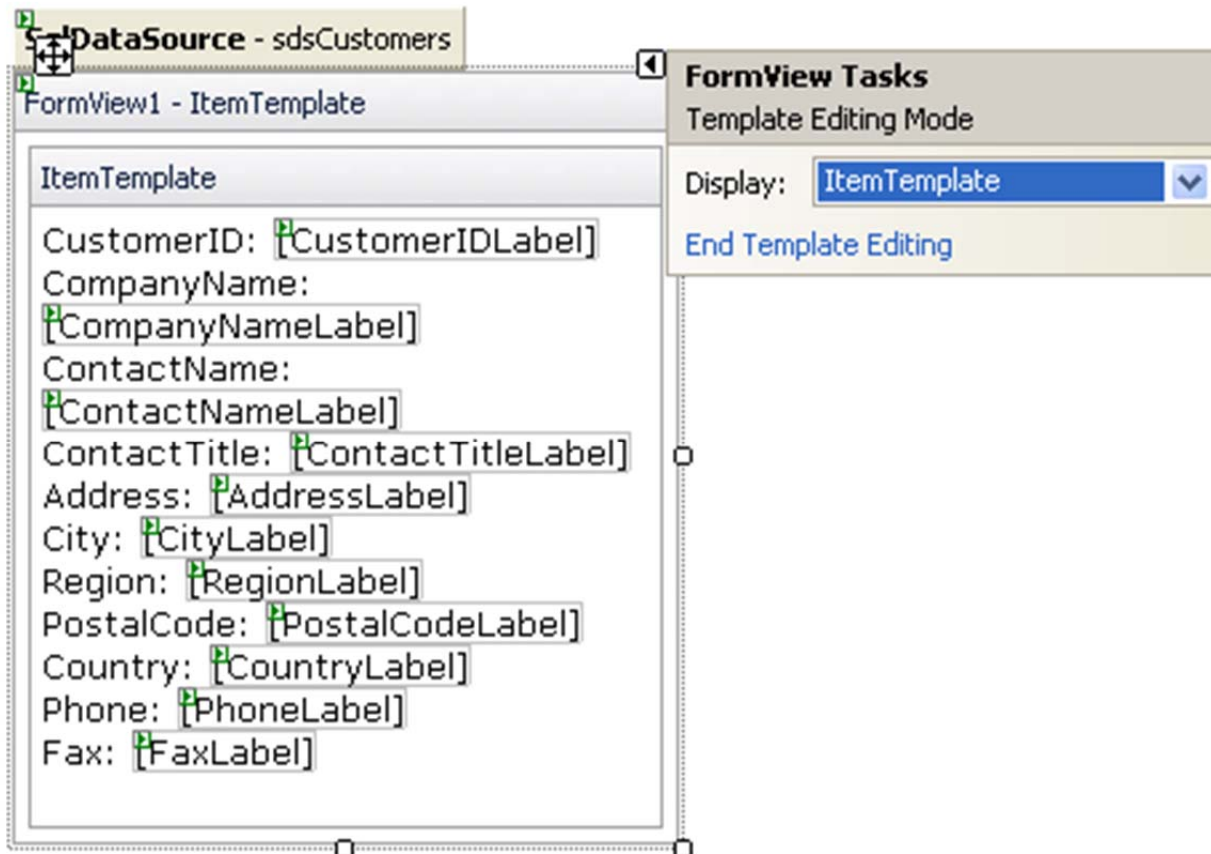 SqlDataSource - sdsCustomers
FormView1 - ItemTemplate
ItemTemplate
CustomerID: [CustomerIDLabel]
CompanyName:
[CompanyNameLabel]
ContactName:
[ContactNameLabel]
ContactTitle: [ContactTitleLabel]
Address: [AddressLabel]
City: [CityLabel]
Region: [RegionLabel]
PostalCode: [PostalCodeLabel]
Country: [CountryLabel]
Phone: [PhoneLabel]
Fax: [FaxLabel]
FormView Tasks
Template Editing Mode
Display: ItemTemplate
End Template Editing